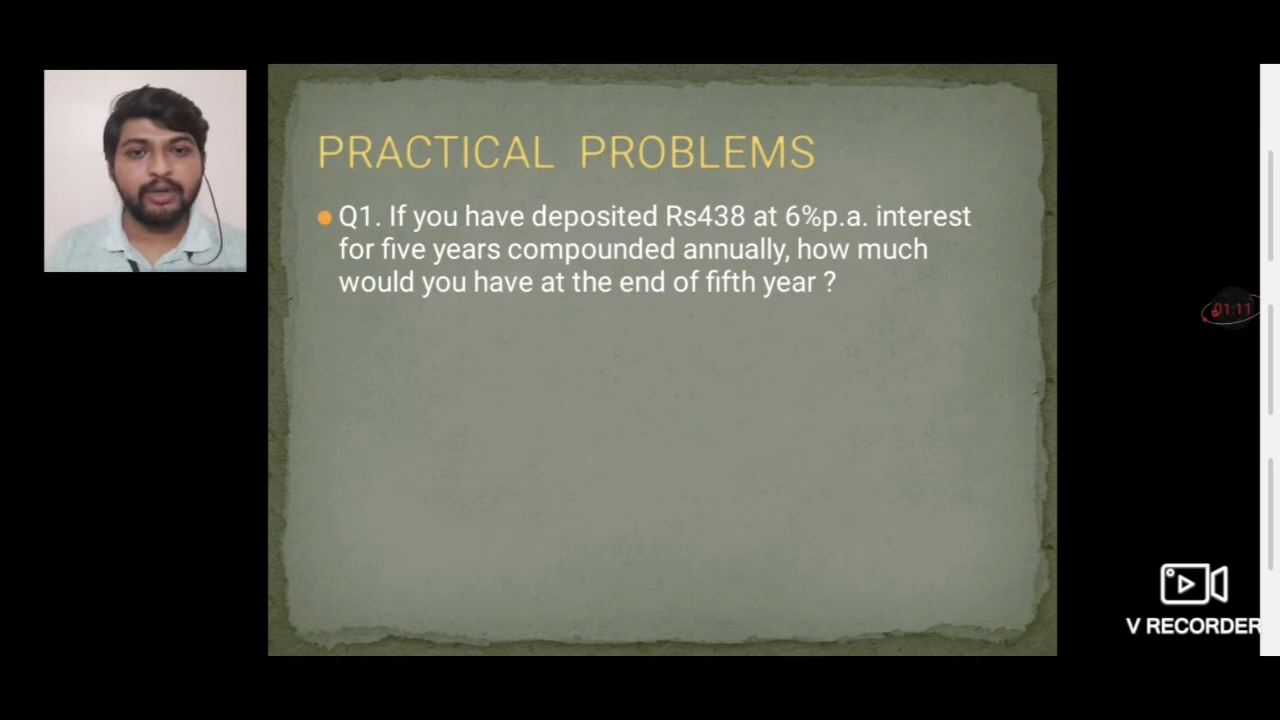 PRACTICAL PROBLEMS
Q1. If you have deposited Rs438 at 6%p.a. interest
for five years compounded annually, how much
would you have at the end of fifth year ?
01:11
V RECORDER